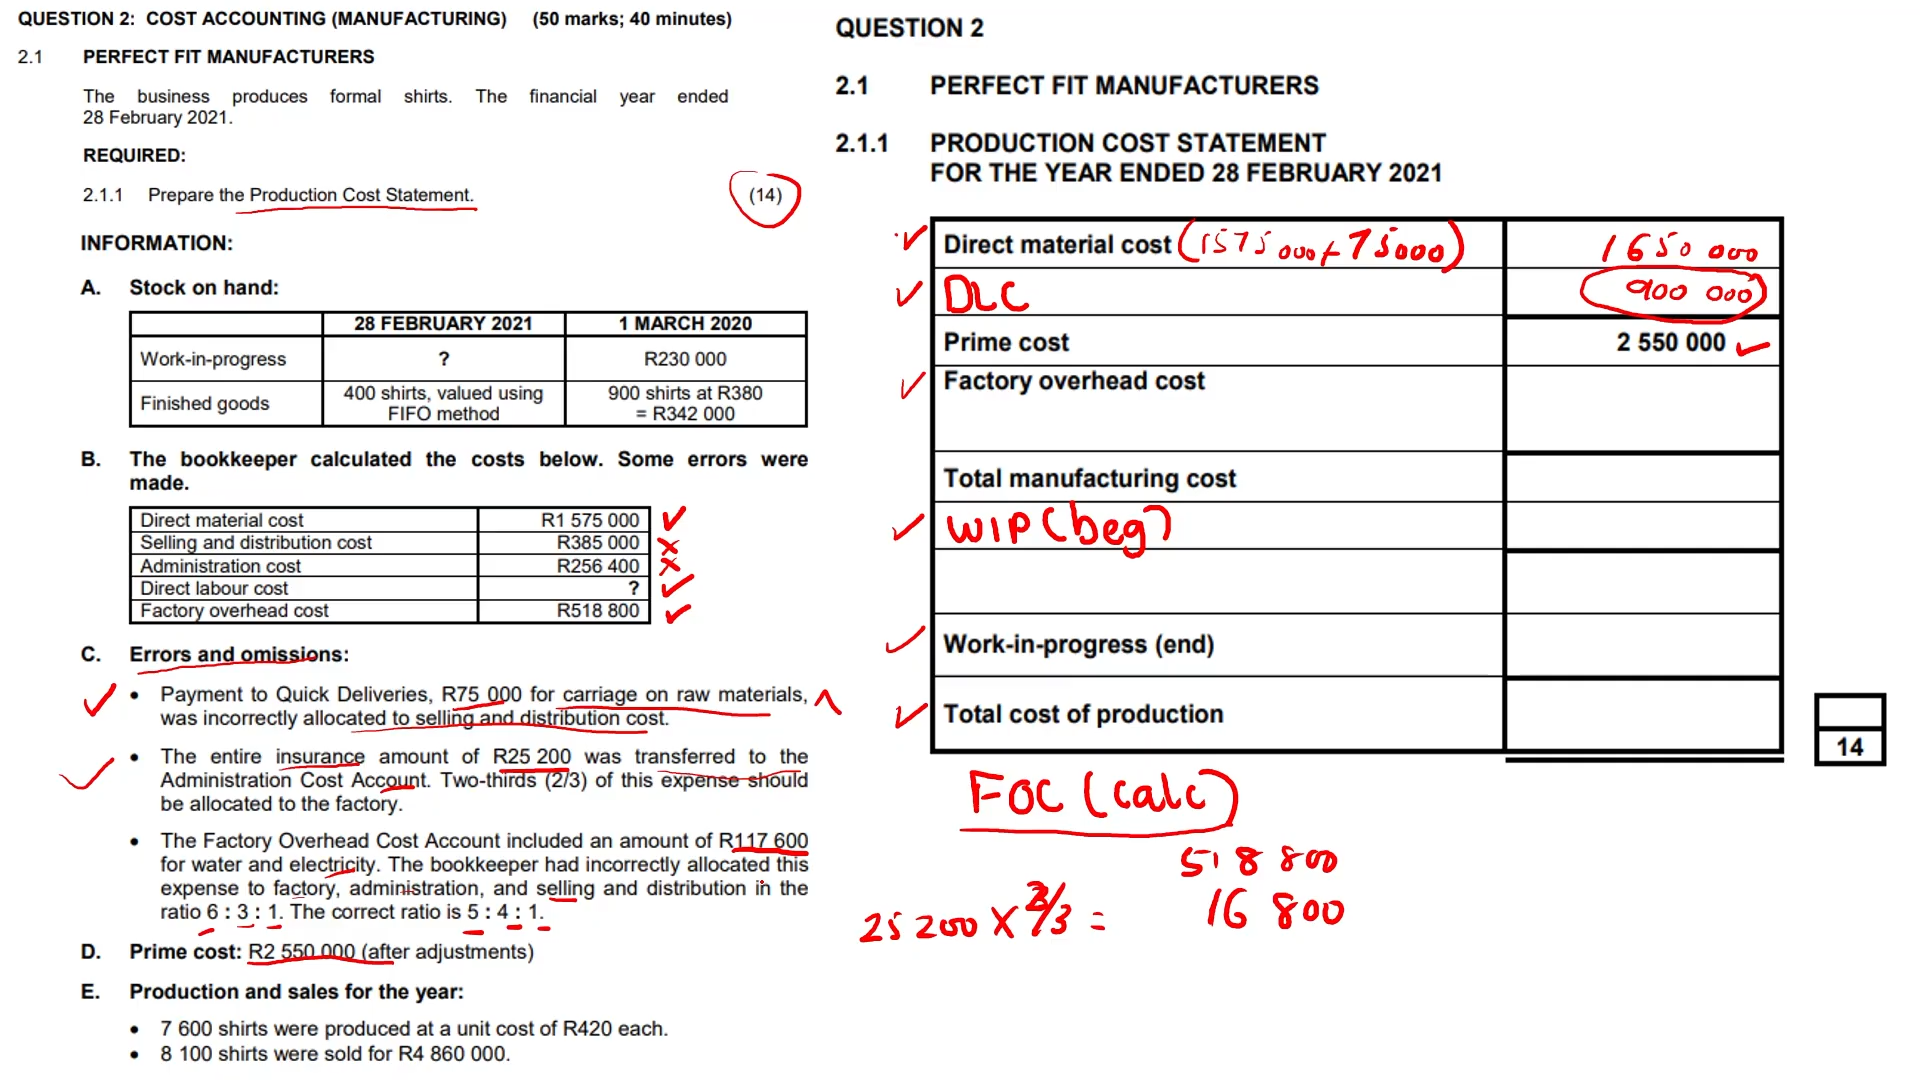 QUESTION 2: COST ACCOUNTING (MANUFACTURING) (50 marks; 40 minutes)
2.1 PERFECT FIT MANUFACTURERS
The business produces formal shirts. The financial year ended
28 February 2021.
REQUIRED:
2.1.1 Prepare the Production Cost Statement. (14)
INFORMATION:
A. Stock on hand:
28 FEBRUARY 2021 1 MARCH 2020
Work-in-progress ? R230 000
Finished goods 400 shirts, valued using FIFO method 900 shirts at R380 = R342 000
B. The bookkeeper calculated the costs below. Some errors were
made.
Direct material cost R1 575 000 ✓
Selling and distribution cost R385 000 ✗
Administration cost R256 400 ✗
Direct labour cost ? ✓
Factory overhead cost R518 800 ✓
C. Errors and omissions:
• Payment to Quick Deliveries, R75 000 for carriage on raw materials,
was incorrectly allocated to selling and distribution cost.
• The entire insurance amount of R25 200 was transferred to the
Administration Cost Account. Two-thirds (2/3) of this expense should
be allocated to the factory.
• The Factory Overhead Cost Account included an amount of R117 600
for water and electricity. The bookkeeper had incorrectly allocated this
expense to factory, administration, and selling and distribution in the
ratio 6 : 3 : 1. The correct ratio is 5 : 4 : 1.
D. Prime cost: R2 550 000 (after adjustments)
E. Production and sales for the year:
• 7 600 shirts were produced at a unit cost of R420 each.
• 8 100 shirts were sold for R4 860 000.
QUESTION 2
2.1 PERFECT FIT MANUFACTURERS
2.1.1 PRODUCTION COST STATEMENT
FOR THE YEAR ENDED 28 FEBRUARY 2021
Direct material cost (1575 000 + 75000) 1 650 000
DLC 900 000
Prime cost 2 550 000 ✓
Factory overhead cost
Total manufacturing cost
WIP (beg)
Work-in-progress (end)
Total cost of production
14
FOC (calc)
518 800
25 200 X 2/3 = 16 800